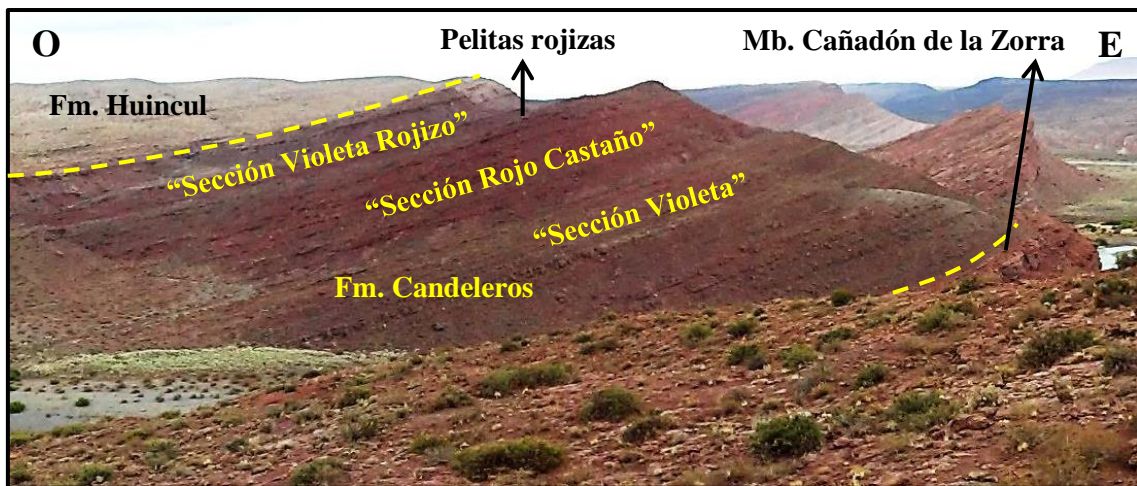 O
Pelitas rojizas
Mb. Cañadón de la Zorra
E
Fm. Huincul
“Sección Violeta Rojizo”
“Sección Rojo Castaño”
“Sección Violeta”
Fm. Candeleros